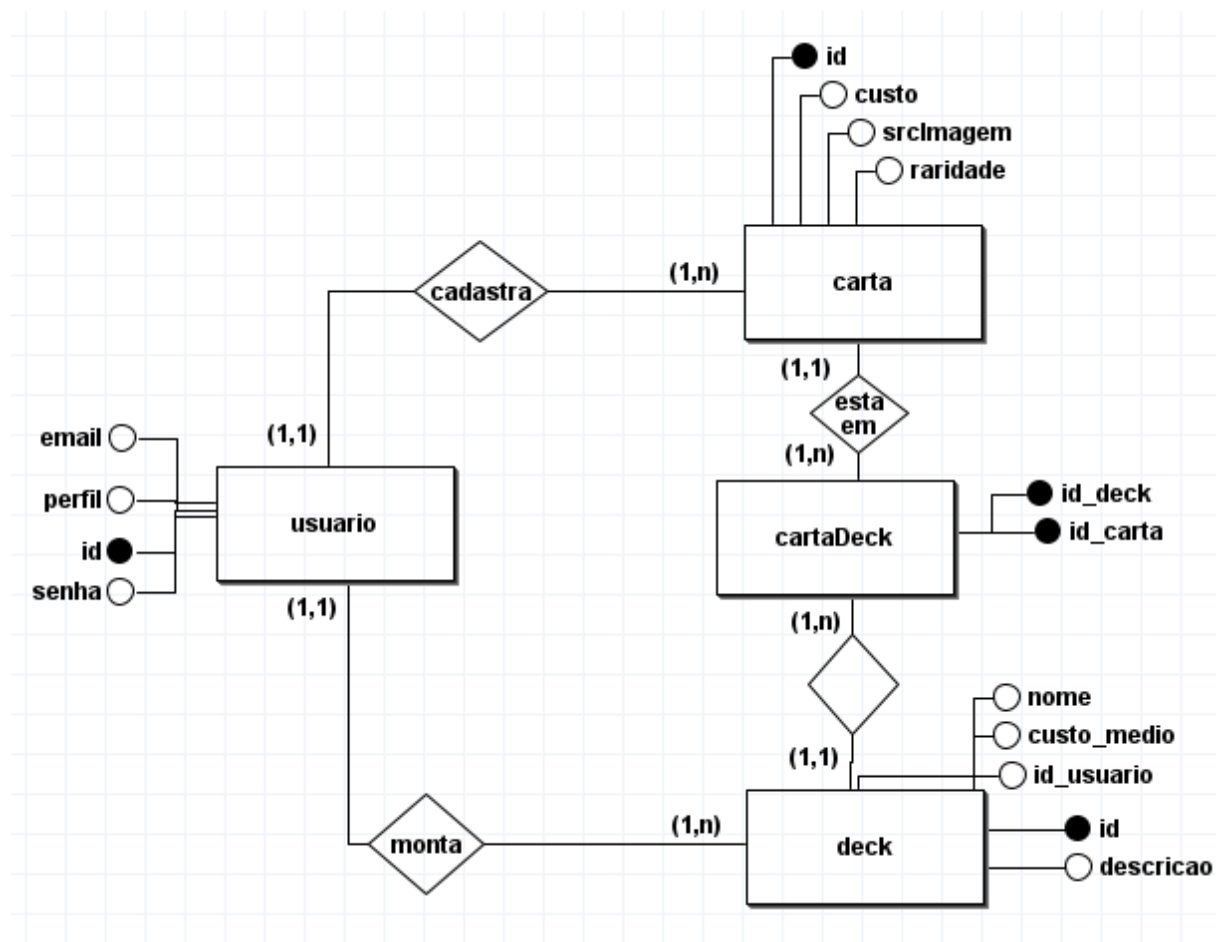 id
custo
srcImagem
raridade
cadastra
(1,n)
carta
(1,1)
esta
em
(1,n)
email
(1,1)
perfil
usuario
id
senha
(1,1)
id_deck
cartaDeck
id_carta
(1,n)
nome
custo_medio
(1,1)
id_usuario
monta
(1,n)
deck
id
descricao